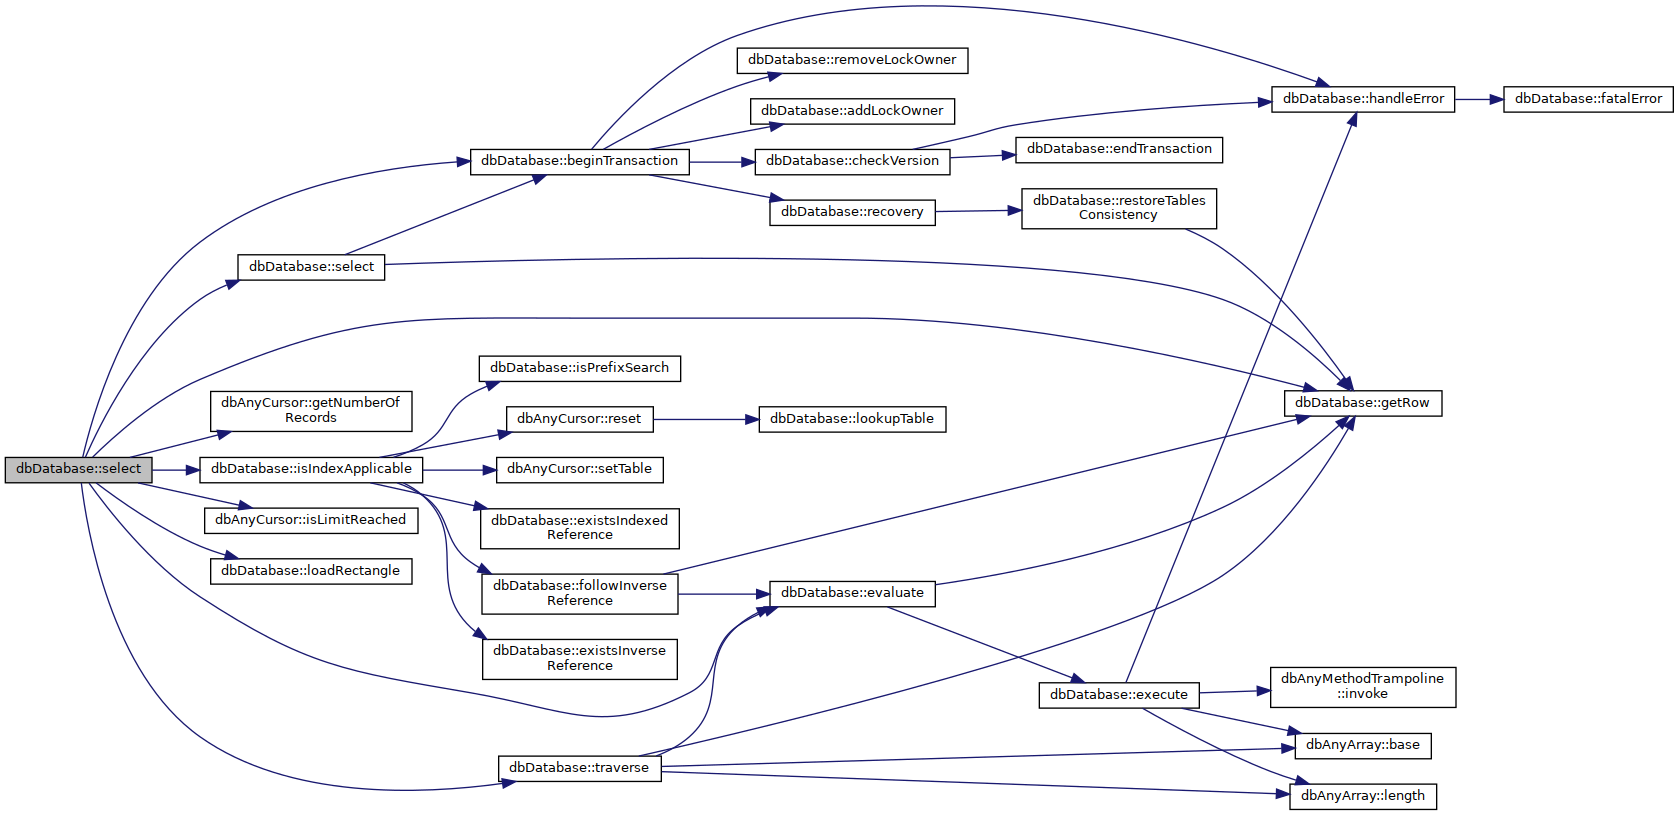 dbDatabase::removeLockOwner
dbDatabase::handleError
dbDatabase::fatalError
dbDatabase::addLockOwner
dbDatabase::beginTransaction
dbDatabase::checkVersion
dbDatabase::endTransaction
dbDatabase::recovery
dbDatabase::restoreTables
Consistency
dbDatabase::select
dbDatabase::isPrefixSearch
dbAnyCursor::getNumberOf
Records
dbAnyCursor::reset
dbDatabase::lookupTable
dbDatabase::getRow
dbDatabase::select
dbDatabase::isIndexApplicable
dbAnyCursor::setTable
dbAnyCursor::isLimitReached
dbDatabase::existsIndexed
Reference
dbDatabase::loadRectangle
dbDatabase::followInverse
Reference
dbDatabase::evaluate
dbDatabase::existsInverse
Reference
dbDatabase::execute
dbAnyMethodTrampoline
::invoke
dbAnyArray::base
dbDatabase::traverse
dbAnyArray::length